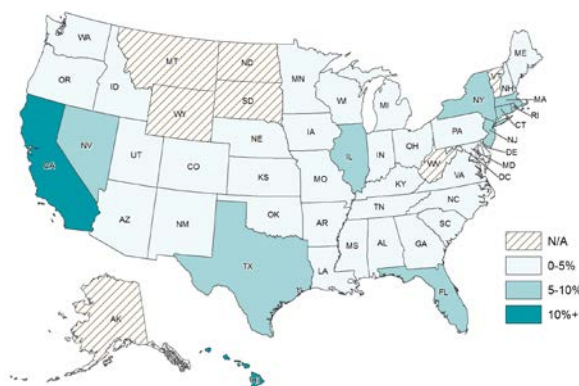 WA
MT
ND
MN
ME
VT
NH
OR
ID
SD
WI
MI
NY
MA
WY
RI
CT
NE
IA
PA
NJ
NV
UT
CO
IL
IN
OH
DE
WV
MD
DC
VA
CA
KS
MO
KY
NC
TN
AZ
NM
OK
AR
SC
MS
AL
GA
TX
LA
FL
AK
N/A
0-5%
5-10%
10%+